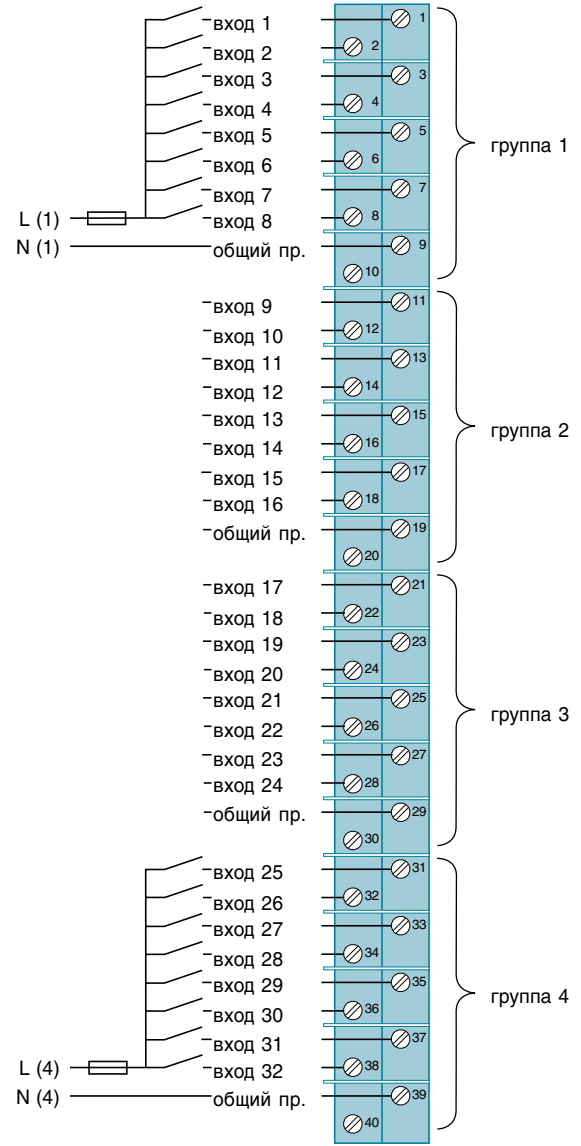 вход 1 1
вход 2 2
вход 3 3
вход 4 4
вход 5 5 группа 1
вход 6 6
вход 7 7
L (1) вход 8 8
N (1) общий пр. 9
10
вход 9 11
вход 10 12
вход 11 13
вход 12 14
вход 13 15
вход 14 16 группа 2
вход 15 17
вход 16 18
общий пр. 19
20
вход 17 21
вход 18 22
вход 19 23
вход 20 24
вход 21 25
вход 22 26 группа 3
вход 23 27
вход 24 28
общий пр. 29
30
вход 25 31
вход 26 32
вход 27 33
вход 28 34
вход 29 35 группа 4
вход 30 36
вход 31 37
L (4) вход 32 38
N (4) общий пр. 39
40